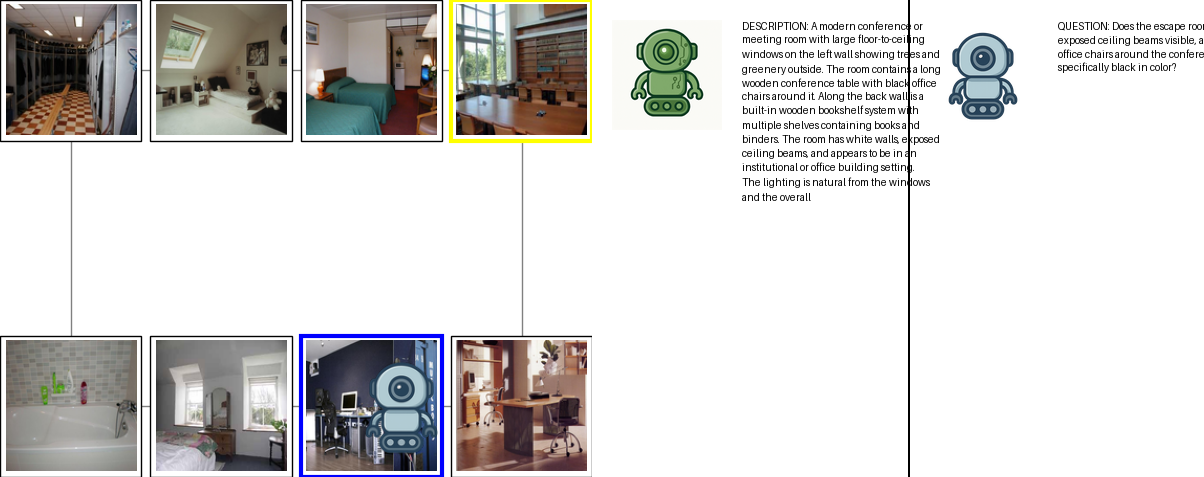 DESCRIPTION: A modern conference or
meeting room with large floor-to-ceiling
windows on the left wall showing trees and
greenery outside. The room contains a long
wooden conference table with black office
chairs around it. Along the back wall is a
built-in wooden bookshelf system with
multiple shelves containing books and
binders. The room has white walls, exposed
ceiling beams, and appears to be in an
institutional or office building setting.
The lighting is natural from the windows
and the overall
QUESTION: Does the escape roo
exposed ceiling beams visible, a
office chairs around the confere
specifically black in color?